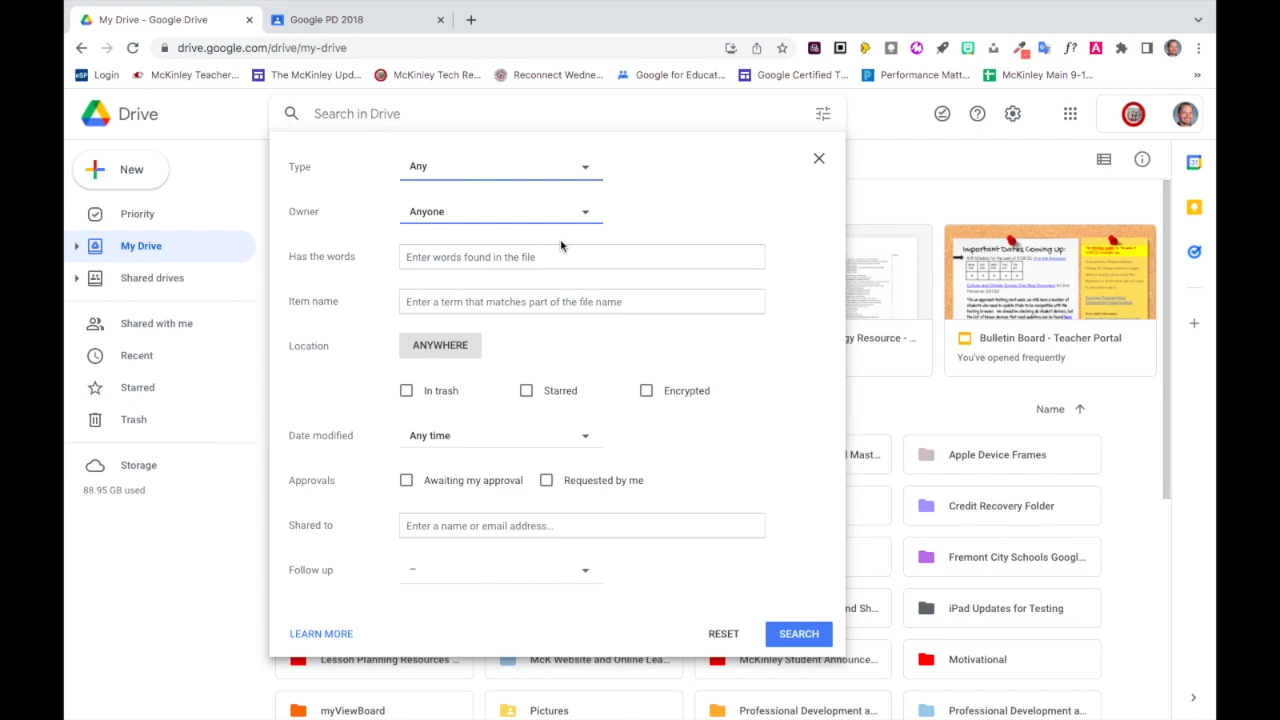 My Drive - Google Drive
Google PD 2018
drive.google.com/drive/my-drive
Login
McKinley Teacher...
The McKinley Upd...
McKinley Tech Re...
Reconnect Wedne...
Google for Educat...
Google Certified T...
Performance Matt...
McKinley Main 9-1...
Drive
Search in Drive
New
Priority
My Drive
Shared drives
Shared with me
Recent
Starred
Trash
Storage
88.95 GB used
Type
Any
Owner
Anyone
Has the words
Enter words found in the file
Item name
Enter a term that matches part of the file name
Location
ANYWHERE
In trash
Starred
Encrypted
Date modified
Any time
Approvals
Awaiting my approval
Requested by me
Shared to
Enter a name or email address...
Follow up
–
LEARN MORE
RESET
SEARCH
Important Dates Coming Up:
gy Resource - ...
Bulletin Board - Teacher Portal
You've opened frequently
Name
l Mast...
Apple Device Frames
Credit Recovery Folder
Fremont City Schools Googl...
nd Sh...
iPad Updates for Testing
Lesson Planning Resources ...
McK Website and Online Lea...
McKinley Student Announce...
Motivational
myViewBoard
Pictures
Professional Development a...
Professional Development a...